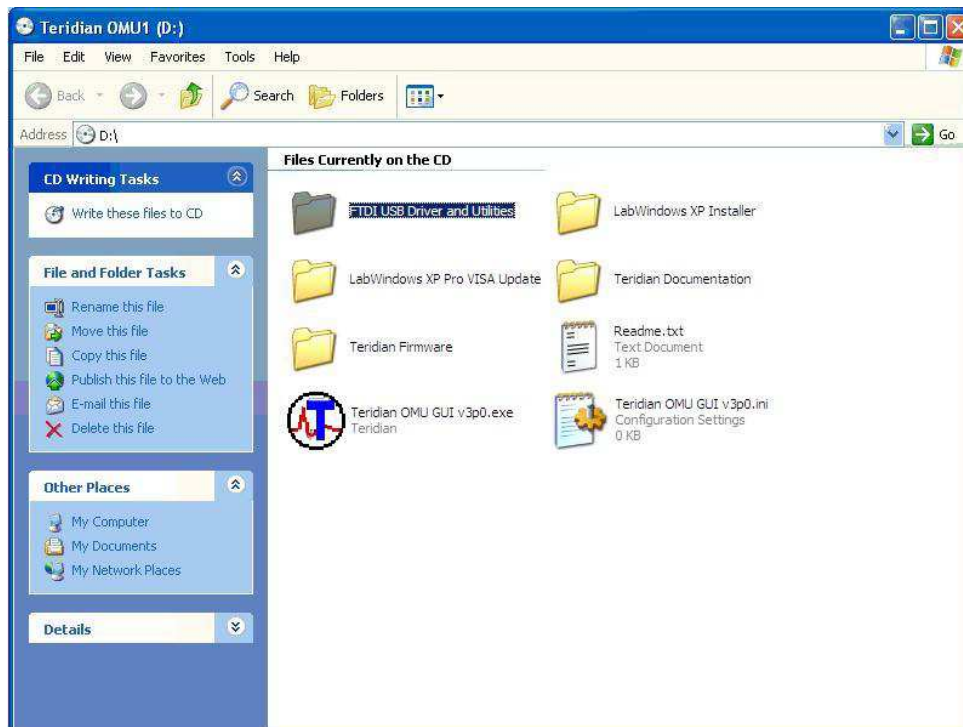 Teridian OMU1 (D:)
File Edit View Favorites Tools Help
Back Search Folders
Address D:\ Go
CD Writing Tasks
Write these files to CD
File and Folder Tasks
Rename this file
Move this file
Copy this file
Publish this file to the Web
E-mail this file
Delete this file
Other Places
My Computer
My Documents
My Network Places
Details
Files Currently on the CD
FTDI USB Driver and Utilities
LabWindows XP Installer
LabWindows XP Pro VISA Update
Teridian Documentation
Teridian Firmware
Readme.txt
Text Document
1 KB
Teridian OMU GUI v3p0.exe
Teridian
Teridian OMU GUI v3p0.ini
Configuration Settings
0 KB